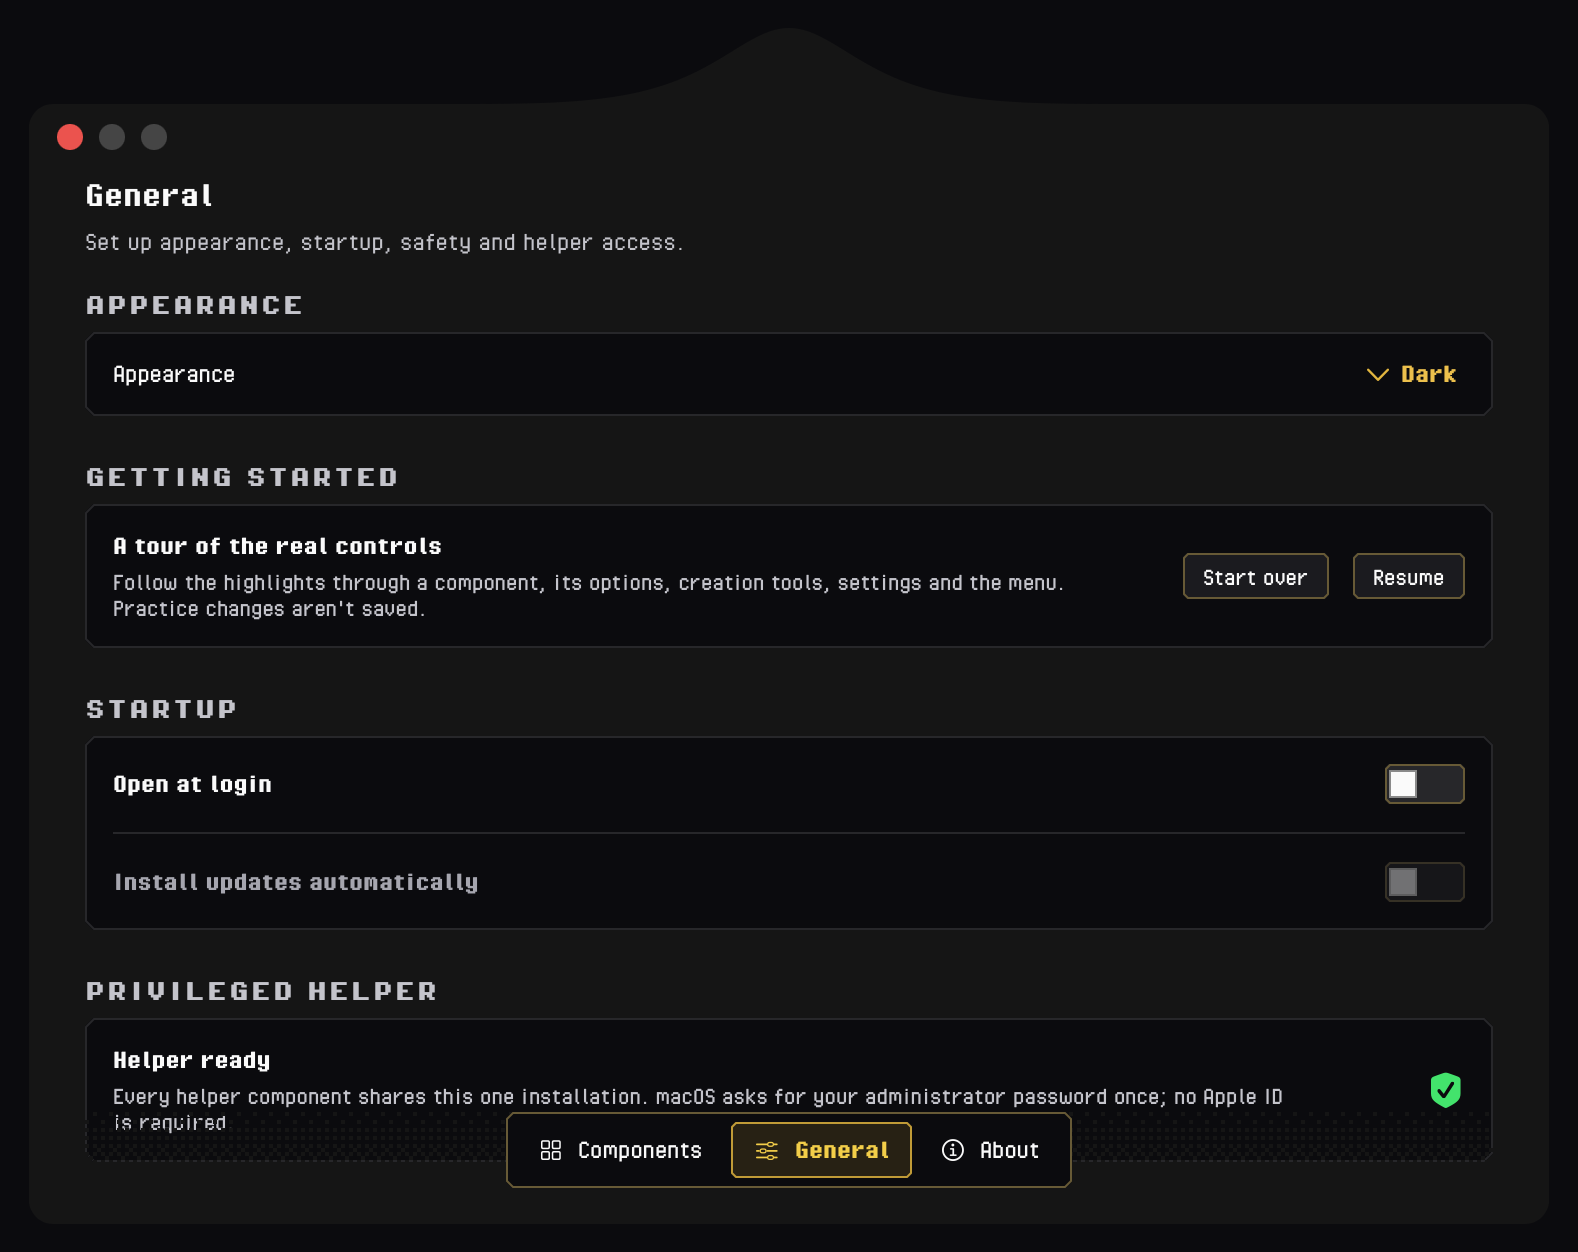 General
Set up appearance, startup, safety and helper access.
APPEARANCE
Appearance
Dark
GETTING STARTED
A tour of the real controls
Follow the highlights through a component, its options, creation tools, settings and the menu.
Practice changes aren't saved.
Start over
Resume
STARTUP
Open at login
Install updates automatically
PRIVILEGED HELPER
Helper ready
Every helper component shares this one installation. macOS asks for your administrator password once; no Apple ID
is required
Components
General
About